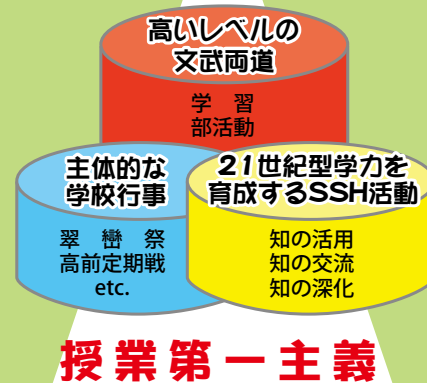 高いレベルの
文武両道
学　習
部活動
主体的な
学校行事
翠　巒　祭
高前定期戦
etc.
21世紀型学力を
育成するSSH活動
知の活用
知の交流
知の深化
授業第一主義